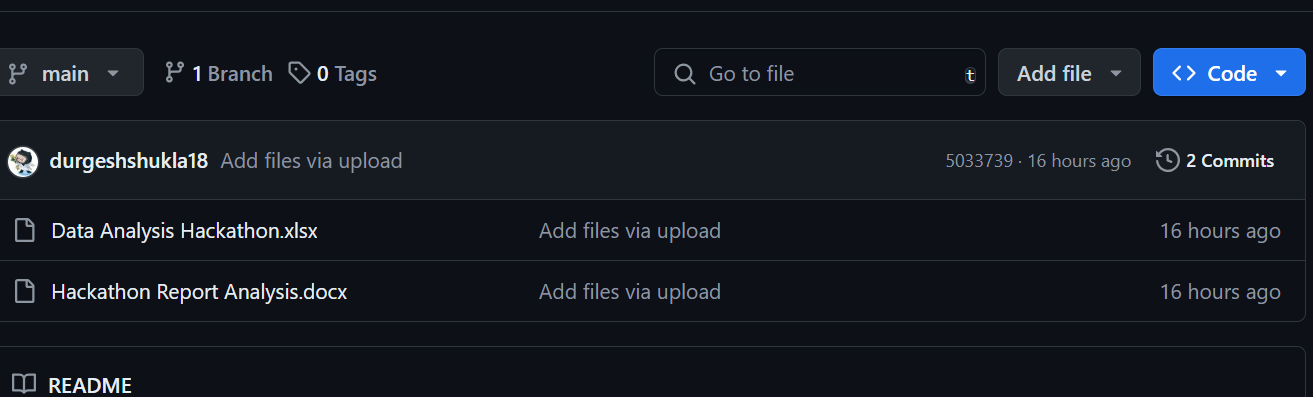 main 1 Branch 0 Tags Go to file t Add file Code
durgeshshukla18 Add files via upload 5033739 · 16 hours ago 2 Commits
Data Analysis Hackathon.xlsx Add files via upload 16 hours ago
Hackathon Report Analysis.docx Add files via upload 16 hours ago
README